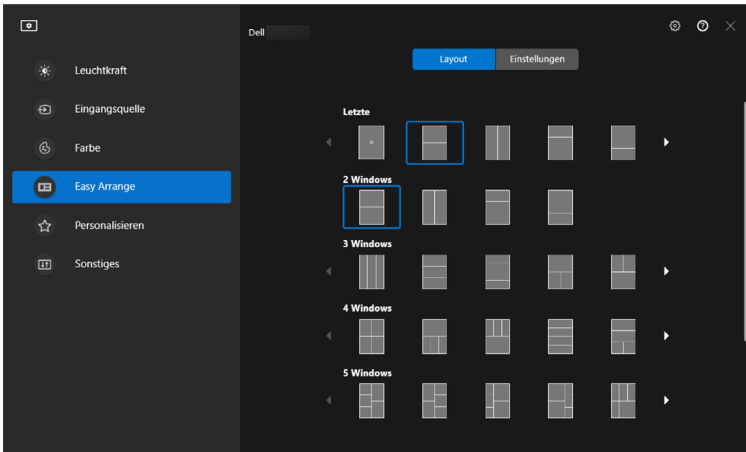 Dell
Layout Einstellungen
Leuchtkraft
Eingangsquelle
Farbe
Easy Arrange
Personalisieren
Sonstiges
Letzte
2 Windows
3 Windows
4 Windows
5 Windows